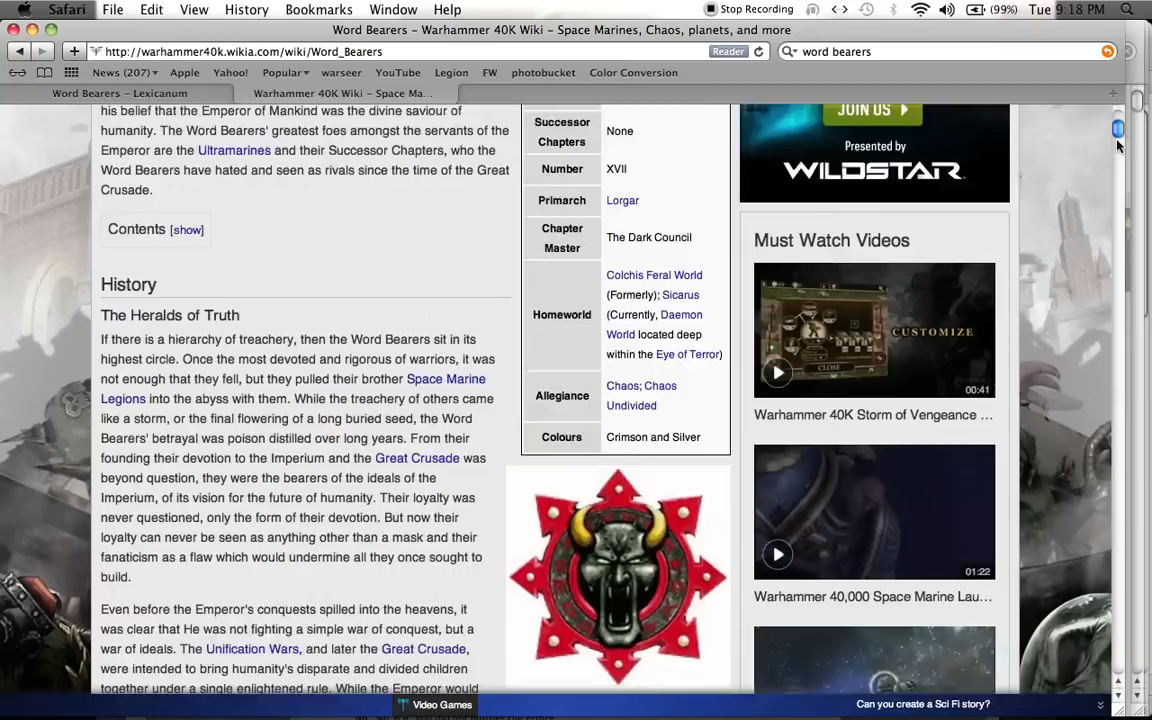 Safari File Edit View History Bookmarks Window Help Stop Recording (99%) Tue 9:18 PM
Word Bearers – Warhammer 40K Wiki – Space Marines, Chaos, planets, and more
http://warhammer40k.wikia.com/wiki/Word_Bearers Reader word bearers
News (207) Apple Yahoo! Popular warseer YouTube Legion FW photobucket Color Conversion
Word Bearers – Lexicanum Warhammer 40K Wiki – Space Ma...
his belief that the Emperor of Mankind was the divine saviour of
humanity. The Word Bearers' greatest foes amongst the servants of the
Emperor are the Ultramarines and their Successor Chapters, who the
Word Bearers have hated and seen as rivals since the time of the Great
Crusade.
Contents [show]
History
The Heralds of Truth
If there is a hierarchy of treachery, then the Word Bearers sit in its
highest circle. Once the most devoted and rigorous of warriors, it was
not enough that they fell, but they pulled their brother Space Marine
Legions into the abyss with them. While the treachery of others came
like a storm, or the final flowering of a long buried seed, the Word
Bearers' betrayal was poison distilled over long years. From their
founding their devotion to the Imperium and the Great Crusade was
beyond question, they were the bearers of the ideals of the
Imperium, of its vision for the future of humanity. Their loyalty was
never questioned, only the form of their devotion. But now their
loyalty can never be seen as anything other than a mask and their
fanaticism as a flaw which would undermine all they once sought to
build.
Even before the Emperor's conquests spilled into the heavens, it
was clear that He was not fighting a simple war of conquest, but a
war of ideals. The Unification Wars, and later the Great Crusade,
were intended to bring humanity's disparate and divided children
together under a single enlightened rule. While the Emperor would
Successor
Chapters
None
Number XVII
Primarch Lorgar
Chapter
Master
The Dark Council
Homeworld
Colchis Feral World
(Formerly); Sicarus
(Currently, Daemon
World located deep
within the Eye of Terror)
Allegiance
Chaos; Chaos
Undivided
Colours Crimson and Silver
JOIN US
Presented by
WILDSTAR
Must Watch Videos
CUSTOMIZE
CLOSE
00:41
Warhammer 40K Storm of Vengeance ...
01:22
Warhammer 40,000 Space Marine Lau...
Video Games
Can you create a Sci Fi story?